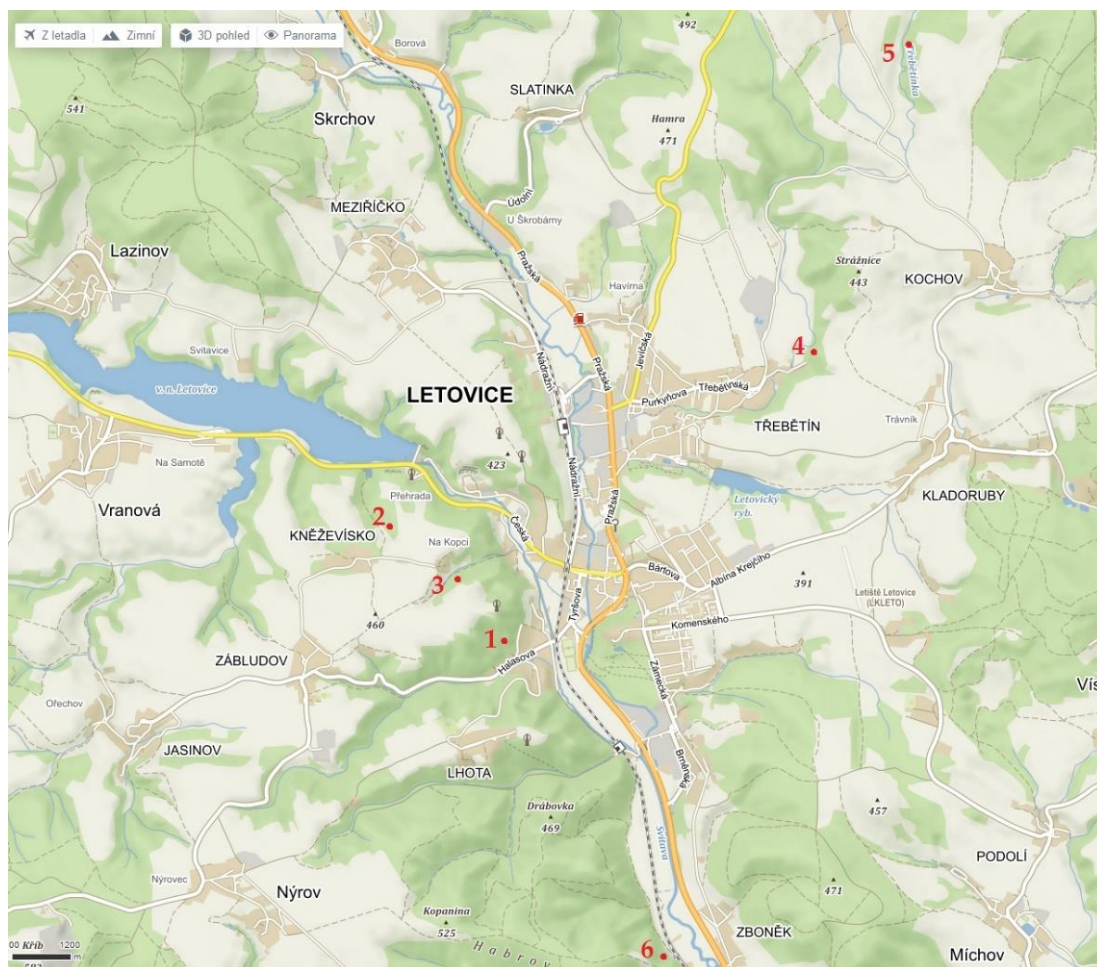 Z letadla Zimní 3D pohled Panorama
492
5
Borová
Třebětínka
541
SLATINKA
Skrchov
Hamra
471
MEZIŘÍČKO
Údolní
U Škrobárny
Lazinov
Pražská
Strážnice
443
KOCHOV
Havírna
Svitavice
Nádražní
Pražská
Jevíčská
4
v. n. Letovice
LETOVICE
Purkyňova
Třebětínská
Trávník
TŘEBĚTÍN
Na Samotě
423
Nádražní
Přehrada
Pražská
Letovický
ryb.
KLADORUBY
Vranová
2
KNĚŽEVÍSKO
Na Kopci
Česká
3
Bártova
Albína Krejčího
391
Letiště Letovice
(LKLETO)
460
Tyršova
Komenského
1
ZÁBLUDOV
Halasova
Zámecká
Vís
Ořechov
JASINOV
LHOTA
Brněnská
Drábovka
469
Svitava
457
PODOLÍ
Nýrovec
Nýrov
471
Kopanina
525
ZBONĚK
Habrov
6
Míchov
00 Kříb 1200
m